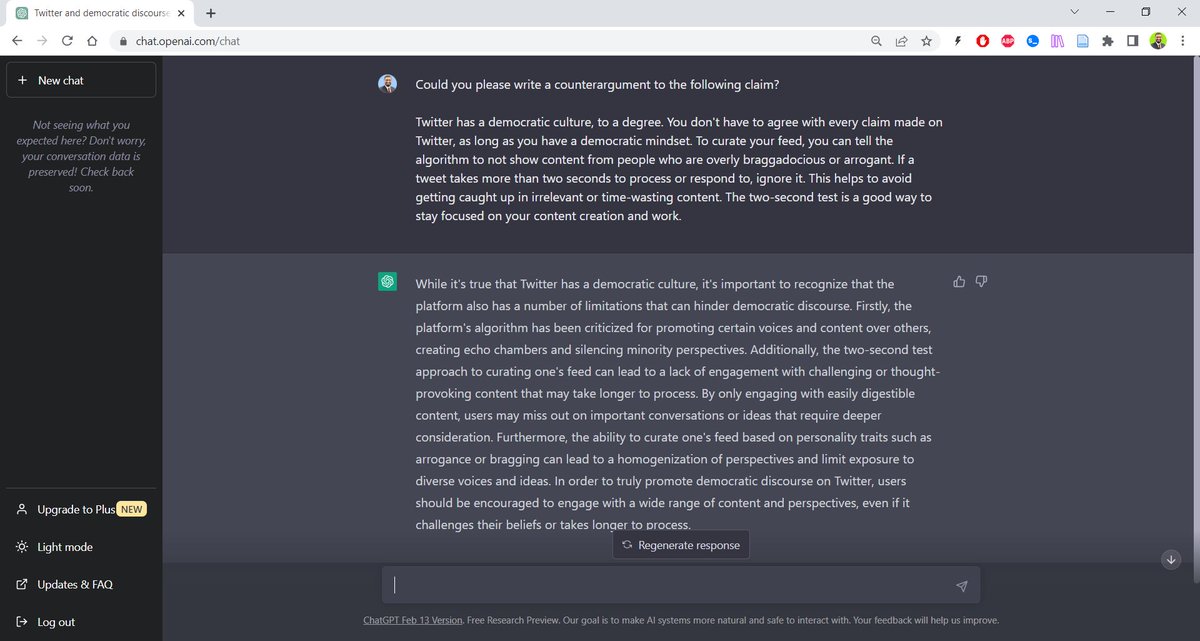 Twitter and democratic discourse
chat.openai.com/chat
ABP
New chat
Not seeing what you
expected here? Don't worry,
your conversation data is
preserved! Check back
soon.
Could you please write a counterargument to the following claim?
Twitter has a democratic culture, to a degree. You don't have to agree with every claim made on
Twitter, as long as you have a democratic mindset. To curate your feed, you can tell the
algorithm to not show content from people who are overly braggadocious or arrogant. If a
tweet takes more than two seconds to process or respond to, ignore it. This helps to avoid
getting caught up in irrelevant or time-wasting content. The two-second test is a good way to
stay focused on your content creation and work.
While it's true that Twitter has a democratic culture, it's important to recognize that the
platform also has a number of limitations that can hinder democratic discourse. Firstly, the
platform's algorithm has been criticized for promoting certain voices and content over others,
creating echo chambers and silencing minority perspectives. Additionally, the two-second test
approach to curating one's feed can lead to a lack of engagement with challenging or thought-
provoking content that may take longer to process. By only engaging with easily digestible
content, users may miss out on important conversations or ideas that require deeper
consideration. Furthermore, the ability to curate one's feed based on personality traits such as
arrogance or bragging can lead to a homogenization of perspectives and limit exposure to
diverse voices and ideas. In order to truly promote democratic discourse on Twitter, users
should be encouraged to engage with a wide range of content and perspectives, even if it
challenges their beliefs or takes longer to process.
Regenerate response
Upgrade to Plus NEW
Light mode
Updates & FAQ
Log out
ChatGPT Feb 13 Version. Free Research Preview. Our goal is to make AI systems more natural and safe to interact with. Your feedback will help us improve.